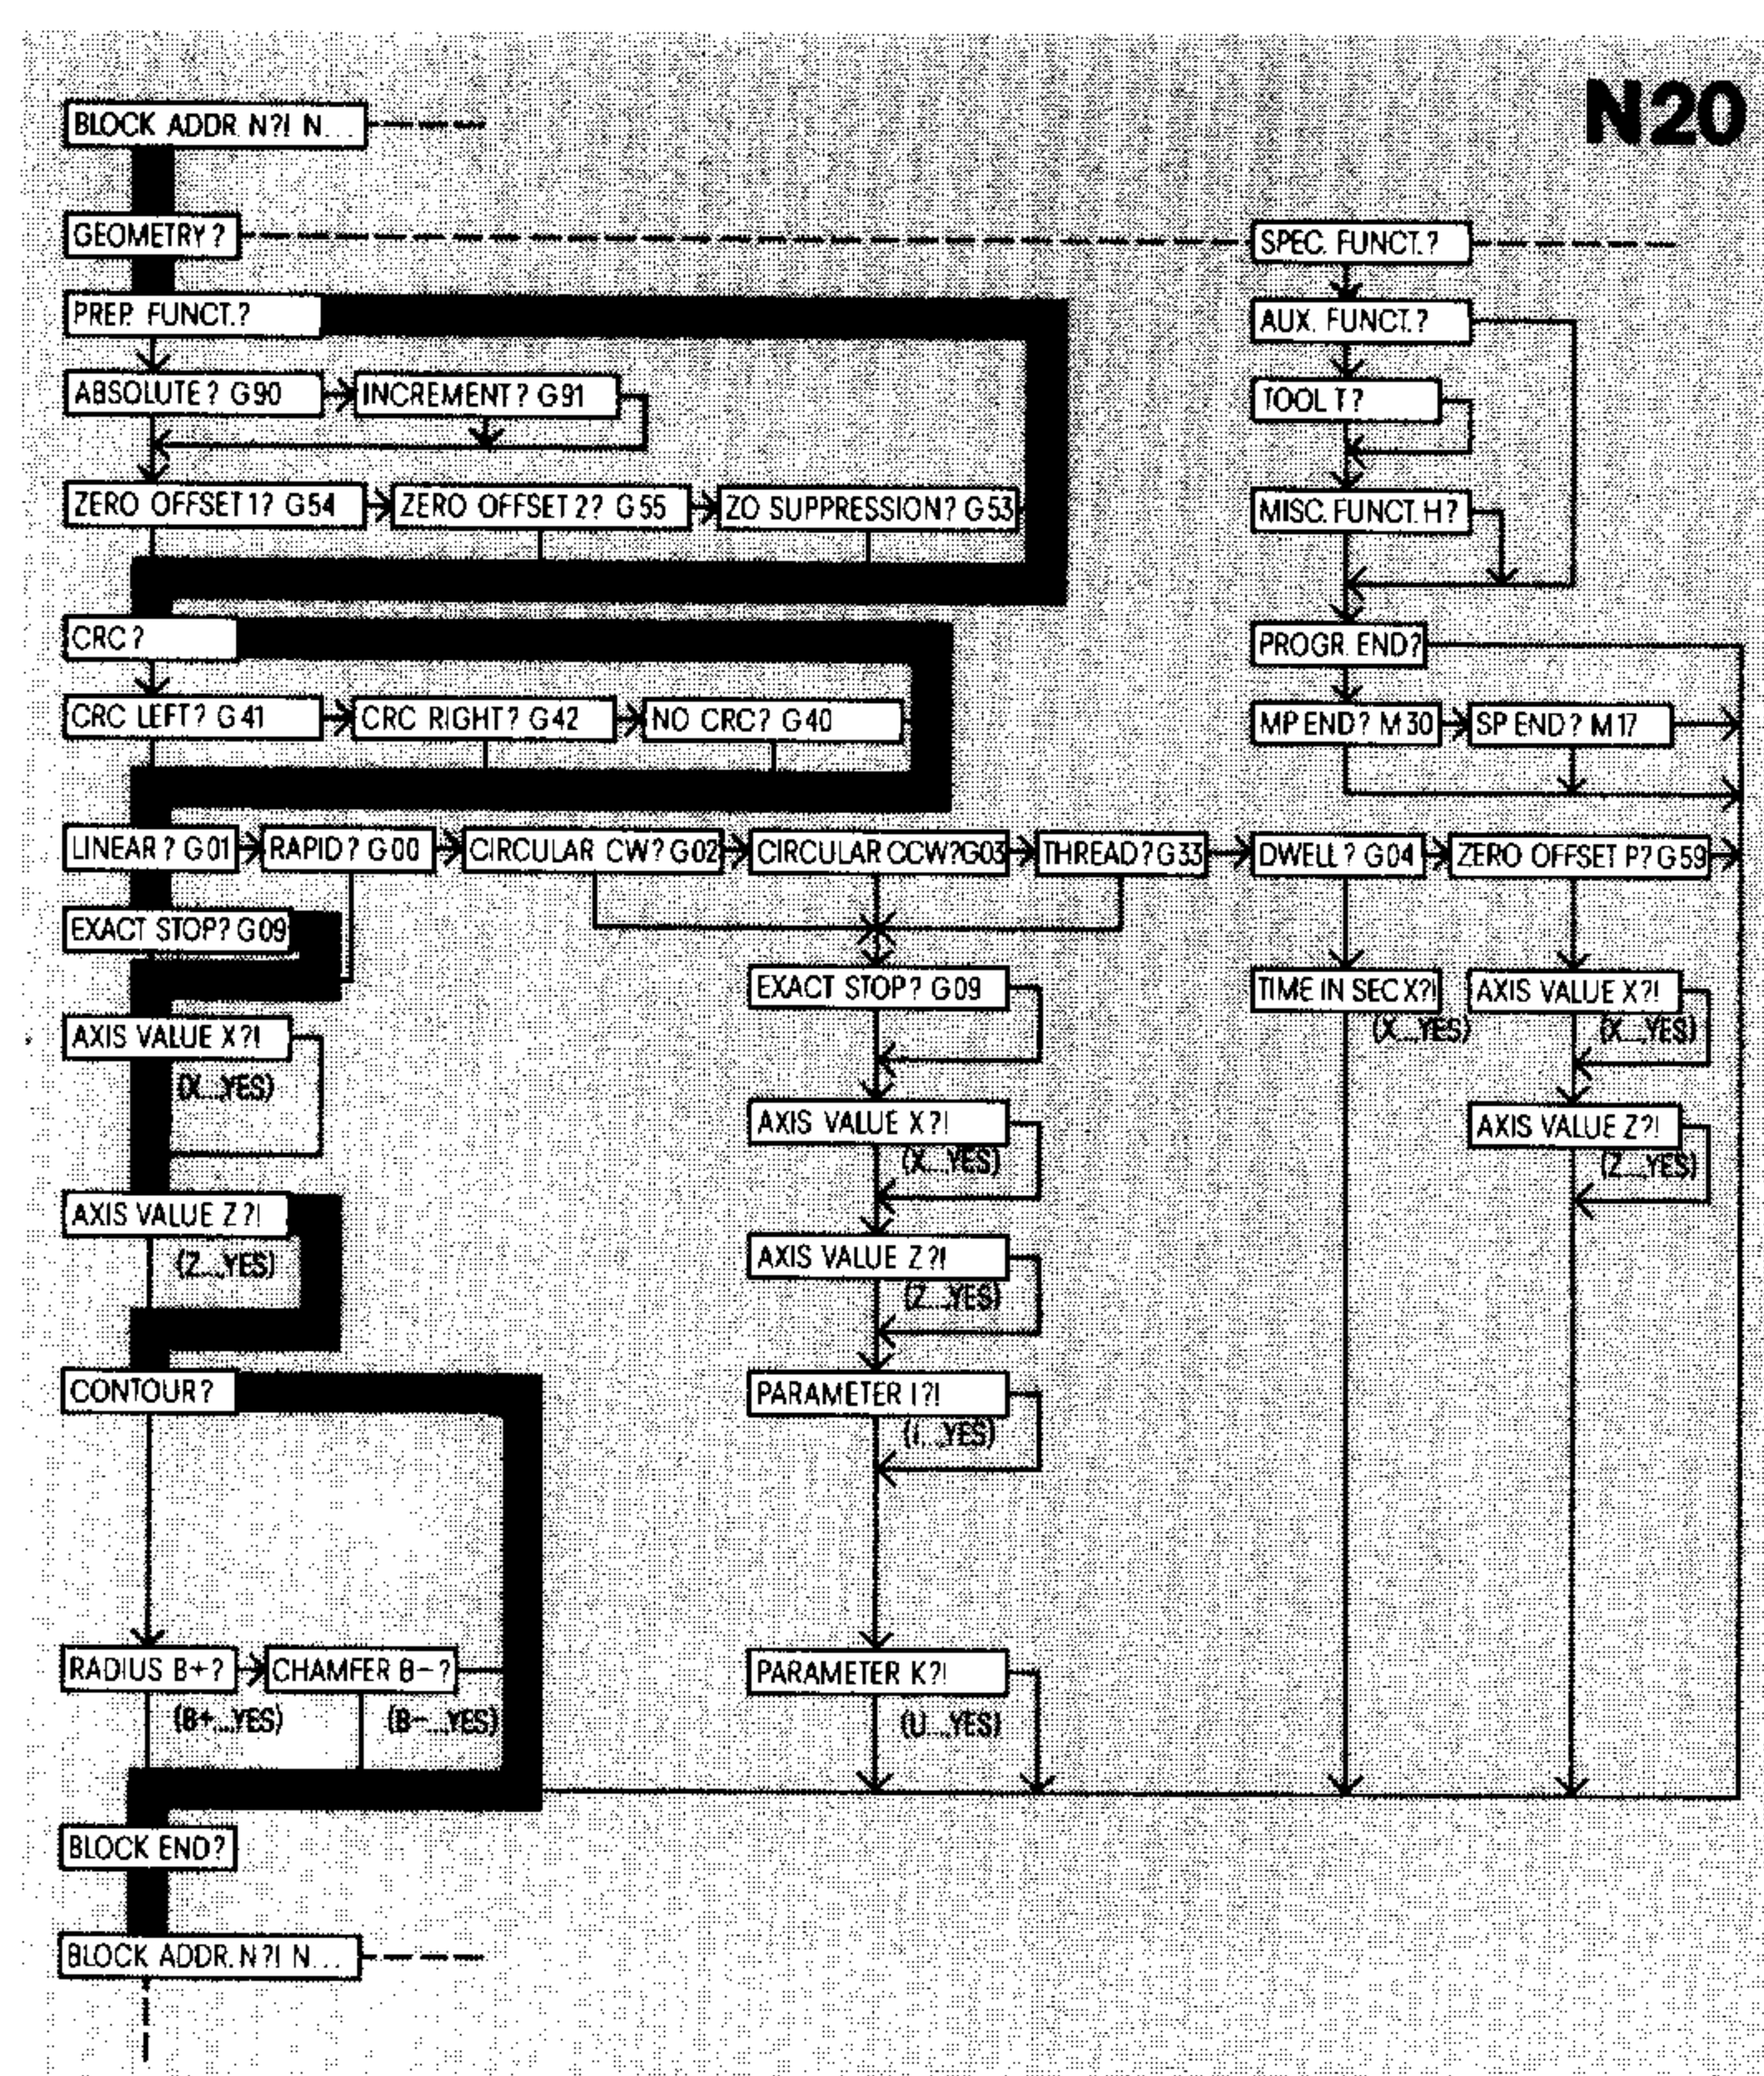 N20
BLOCK ADDR. N?! N...
GEOMETRY?
SPEC. FUNCT.?
PREP. FUNCT.?
AUX. FUNCT.?
ABSOLUTE? G90
INCREMENT? G91
TOOL T?
ZERO OFFSET 1? G54
ZERO OFFSET 2? G55
ZO SUPPRESSION? G53
MISC. FUNCT. H?
CRC?
PROGR. END?
CRC LEFT? G41
CRC RIGHT? G42
NO CRC? G40
MP END? M30
SP END? M17
LINEAR? G01
RAPID? G00
CIRCULAR CW? G02
CIRCULAR CCW? G03
THREAD? G33
DWELL? G04
ZERO OFFSET P? G59
EXACT STOP? G09
EXACT STOP? G09
TIME IN SEC X?!
(X...,YES)
AXIS VALUE X?!
(X...,YES)
AXIS VALUE X?!
(X...,YES)
AXIS VALUE X?!
(X...,YES)
AXIS VALUE Z?!
(Z...,YES)
AXIS VALUE Z?!
(Z...,YES)
AXIS VALUE Z?!
(Z...,YES)
CONTOUR?
PARAMETER I?!
(I...,YES)
RADIUS B+?
(B+...,YES)
CHAMFER B-?
(B-...,YES)
PARAMETER K?!
(U...,YES)
BLOCK END?
BLOCK ADDR. N?! N...